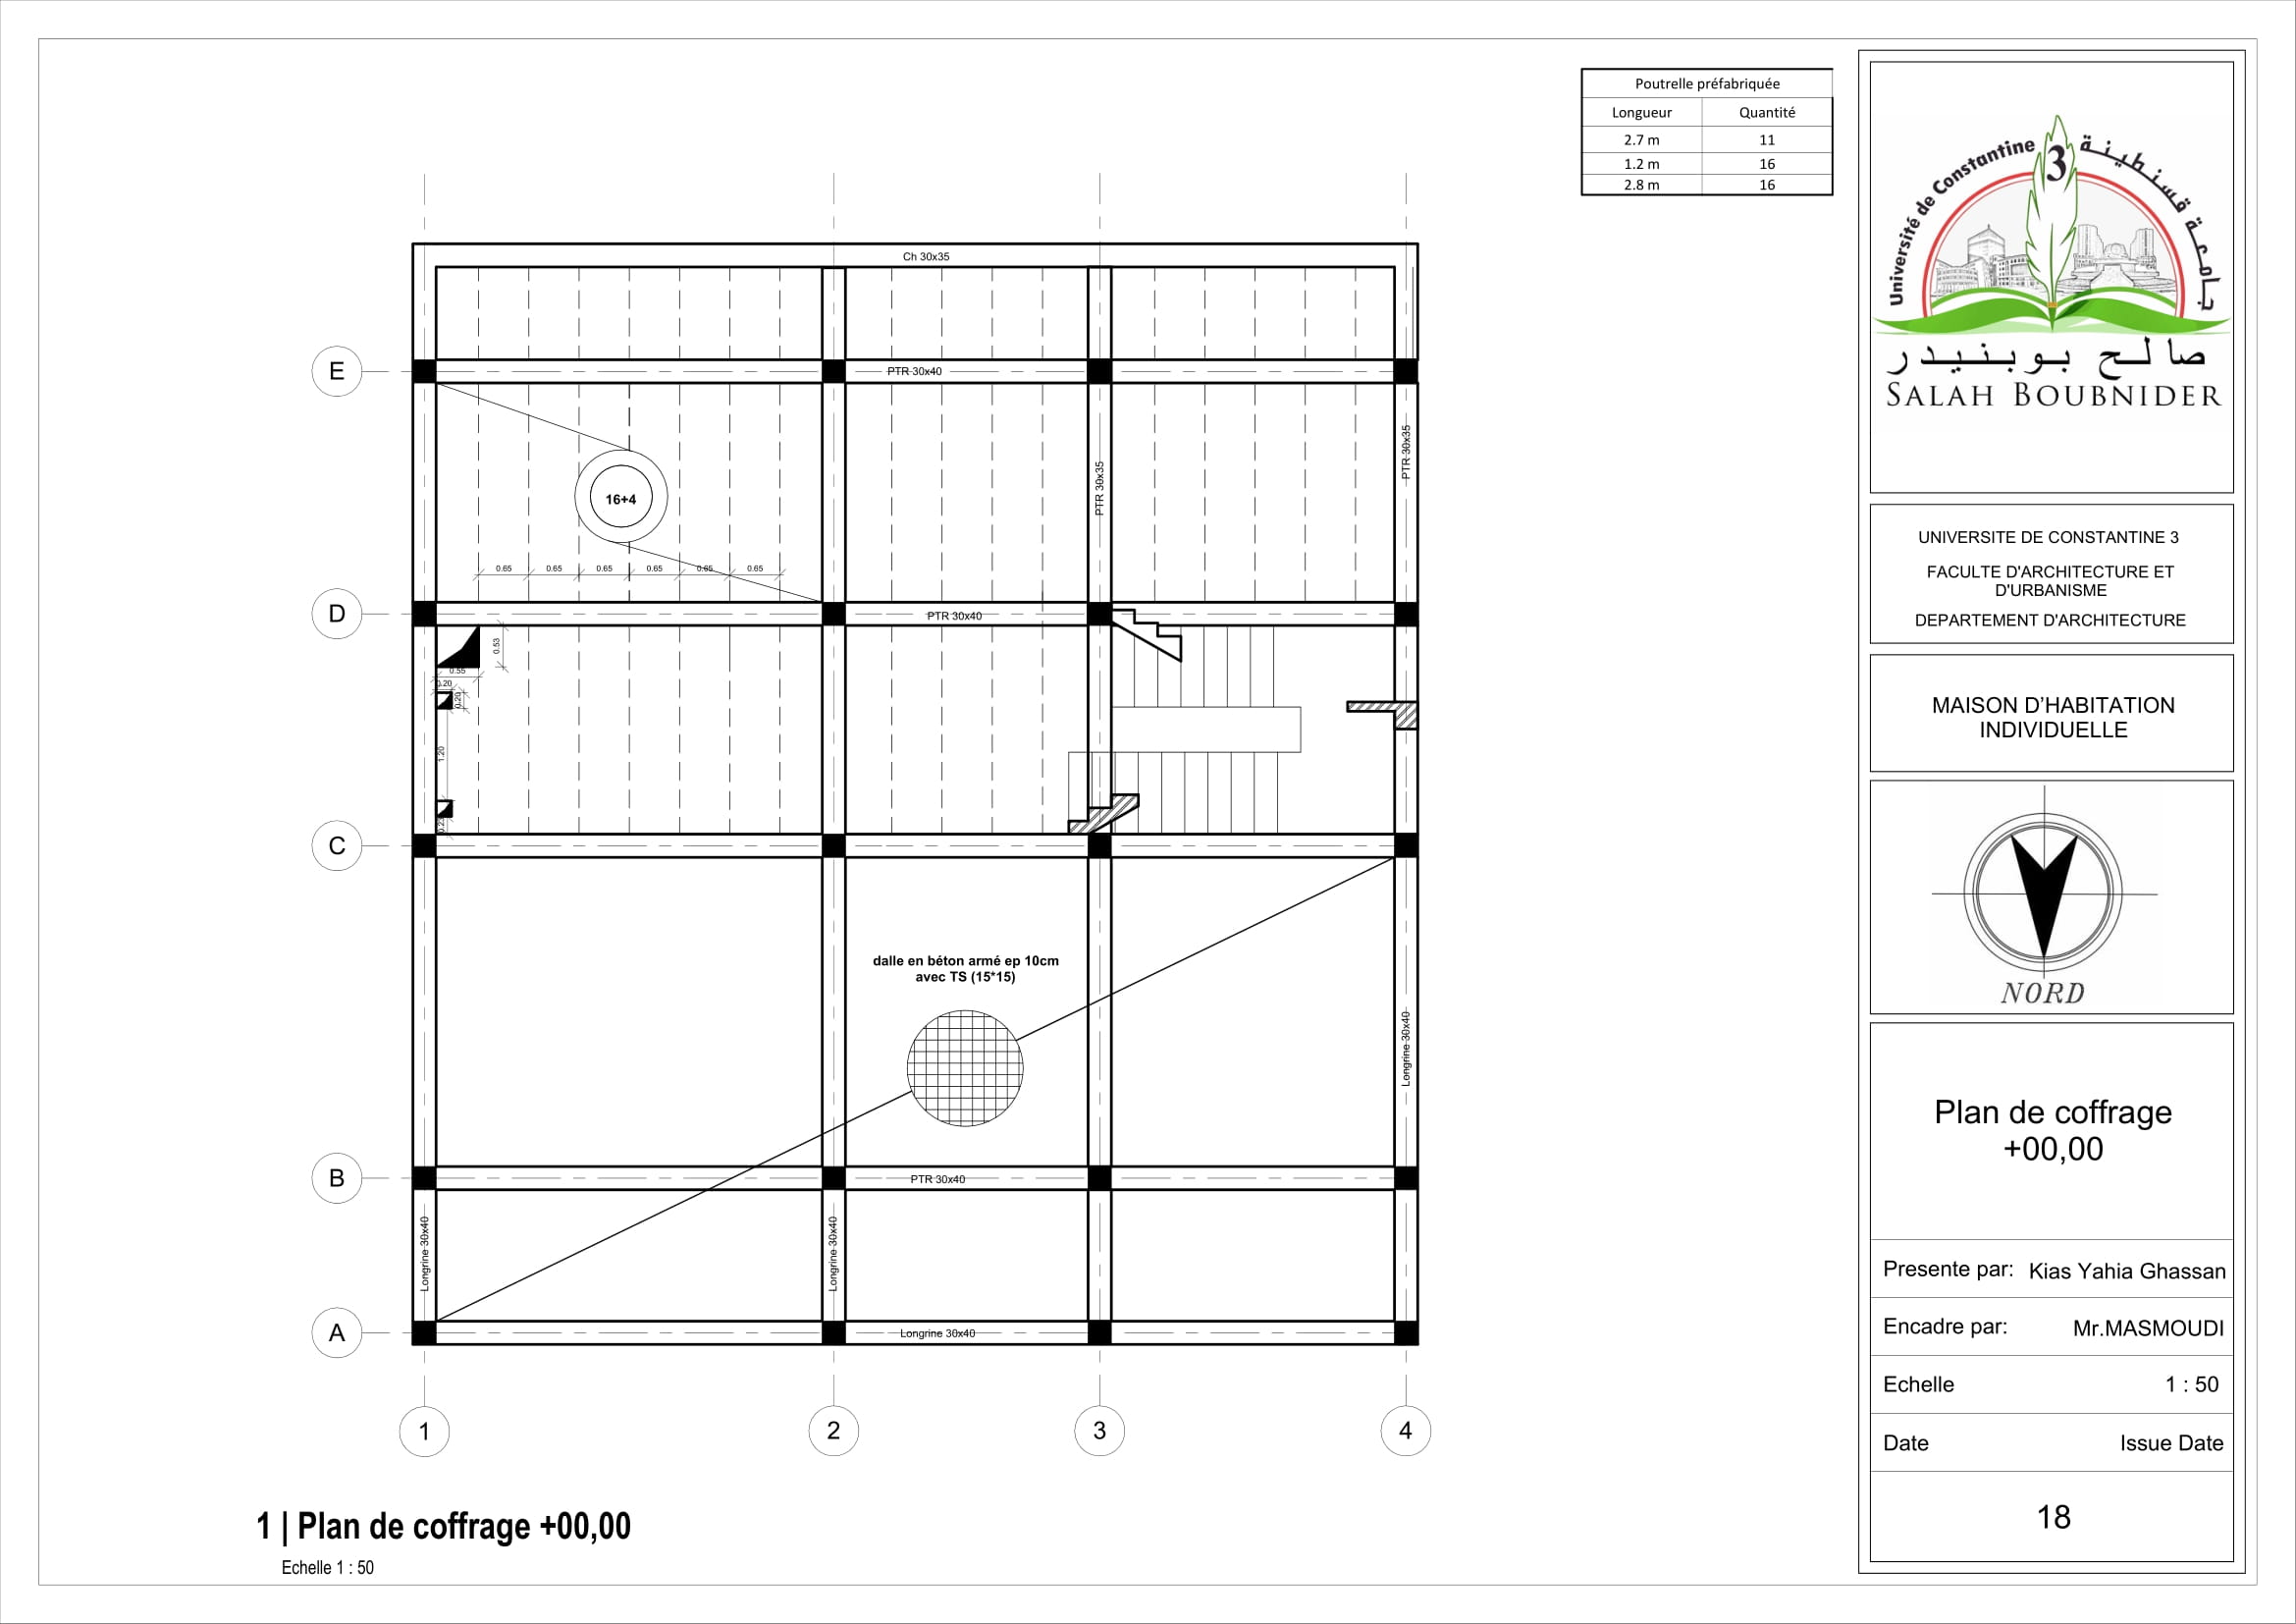 Poutrelle préfabriquée
Longueur Quantité
2.7 m 11
1.2 m 16
2.8 m 16
Ch 30x35
E
PTR 30x40
PTR 30x35
PTR 30x35
16+4
0.65 0.65 0.65 0.65 0.65 0.65
D
PTR 30x40
0.53
0.55
0.20
0.20
1.20
C
dalle en béton armé ep 10cm
avec TS (15*15)
Longrine 30x40
B
PTR 30x40
Longrine 30x40
Longrine 30x40
A
Longrine 30x40
1 2 3 4
1 | Plan de coffrage +00,00
Echelle 1 : 50
Université de Constantine 3 جامعة قسنطينة
صالح بوبنيدر
SALAH BOUBNIDER
UNIVERSITE DE CONSTANTINE 3
FACULTE D'ARCHITECTURE ET
D'URBANISME
DEPARTEMENT D'ARCHITECTURE
MAISON D'HABITATION
INDIVIDUELLE
NORD
Plan de coffrage
+00,00
Presente par: Kias Yahia Ghassan
Encadre par: Mr.MASMOUDI
Echelle 1 : 50
Date Issue Date
18